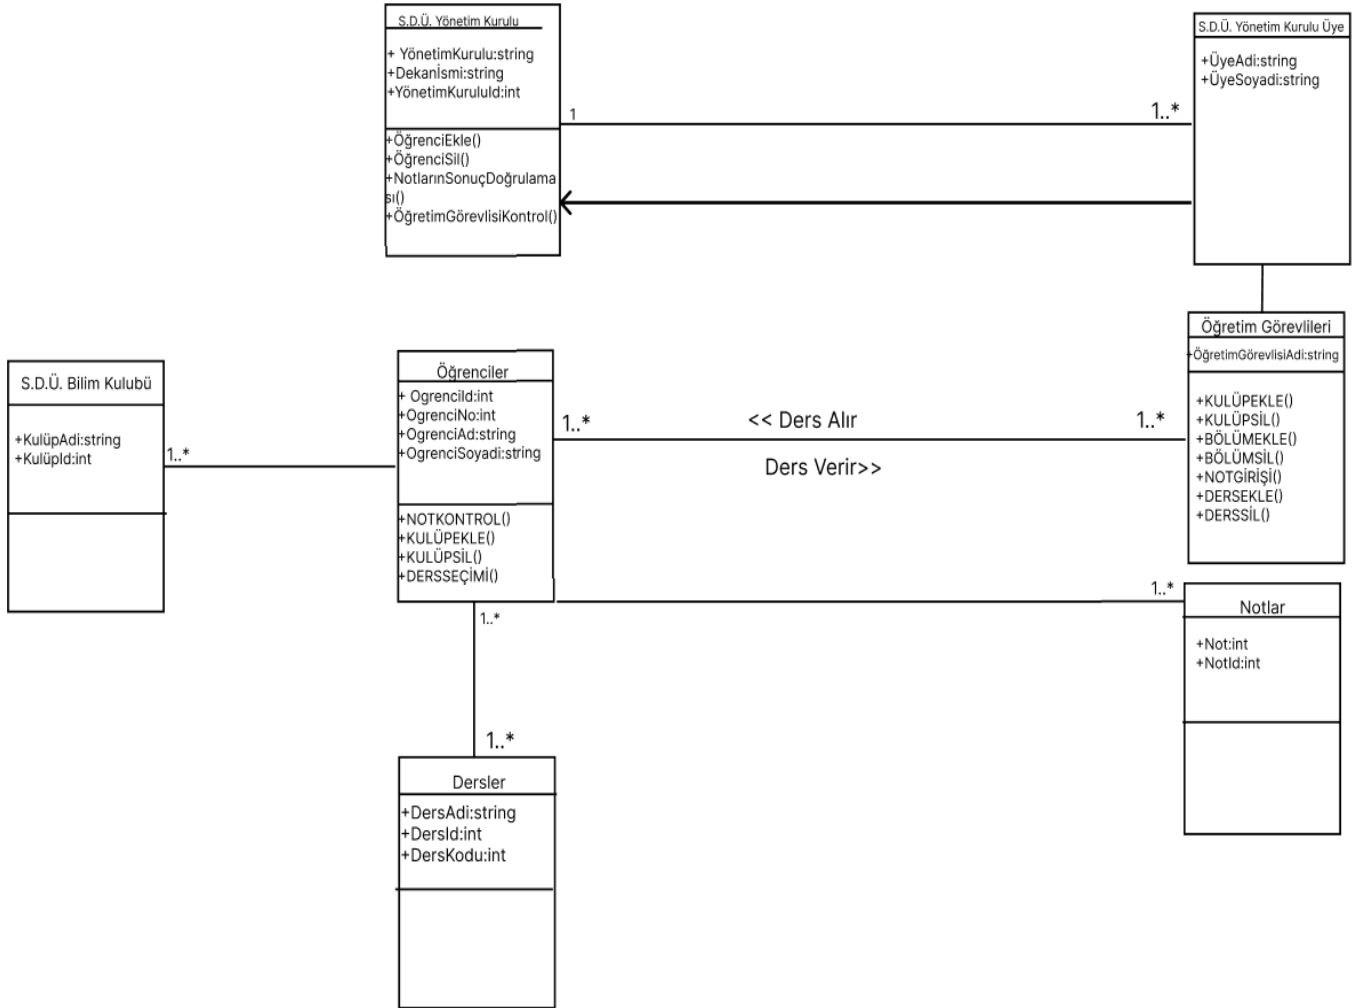 S.D.Ü. Yönetim Kurulu
+ YönetimKurulu:string
+Dekanİsmi:string
+YönetimKuruluId:int
+ÖğrenciEkle()
+ÖğrenciSil()
+NotlarınSonuçDoğrulama
sı()
+ÖğretimGörevlisiKontrol()
1
1..*
S.D.Ü. Yönetim Kurulu Üye
+ÜyeAdi:string
+ÜyeSoyadi:string
S.D.Ü. Bilim Kulubü
+KulüpAdi:string
+KulüpId:int
1..*
Öğrenciler
+ OgrenciId:int
+OgrenciNo:int
+OgrenciAd:string
+OgrenciSoyadi:string
+NOTKONTROL()
+KULÜPEKLE()
+KULÜPSİL()
+DERSSEÇİMİ()
1..*
<< Ders Alır
Ders Verir>>
1..*
Öğretim Görevlileri
+ÖğretimGörevlisiAdi:string
+KULÜPEKLE()
+KULÜPSİL()
+BÖLÜMEKLE()
+BÖLÜMSİL()
+NOTGİRİŞİ()
+DERSEKLE()
+DERSSİL()
1..*
Notlar
+Not:int
+NotId:int
1..*
1..*
Dersler
+DersAdi:string
+DersId:int
+DersKodu:int